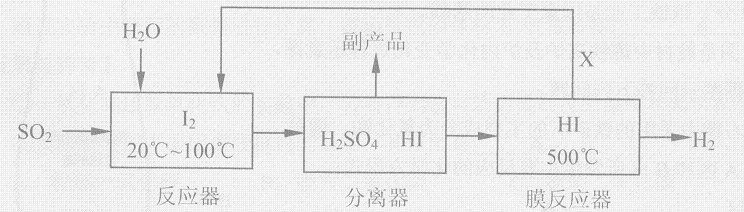 H₂O
副产品
X
SO₂
I₂
20℃~100℃
H₂SO₄ HI
HI
500℃
H₂
反应器
分离器
膜反应器